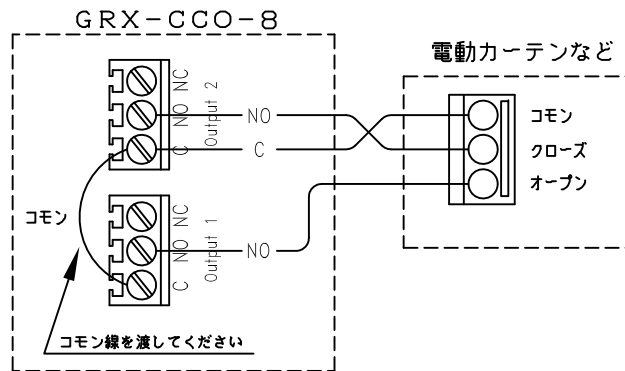 GRX-CCO-8
電動カーテンなど
NC
NO
C
Output 2
NO
C
コモン
クローズ
オープン
コモン
NC
NO
C
Output 1
NO
コモン線を渡してください